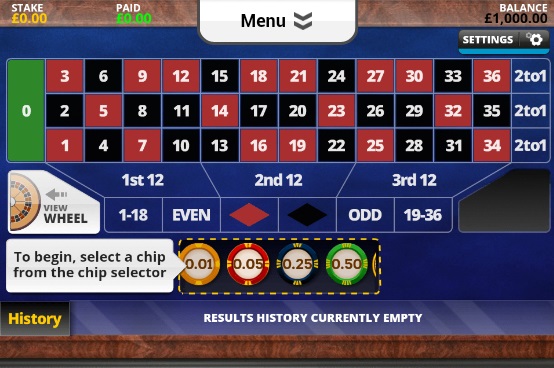 STAKE
£0.00
PAID
£0.00
Menu
BALANCE
£1,000.00
SETTINGS
0
3 6 9 12 15 18 21 24 27 30 33 36 2to1
2 5 8 11 14 17 20 23 26 29 32 35 2to1
1 4 7 10 13 16 19 22 25 28 31 34 2to1
1st 12 2nd 12 3rd 12
VIEW
WHEEL
1-18 EVEN ODD 19-36
To begin, select a chip
from the chip selector
0.01 0.05 0.25 0.50
History
RESULTS HISTORY CURRENTLY EMPTY